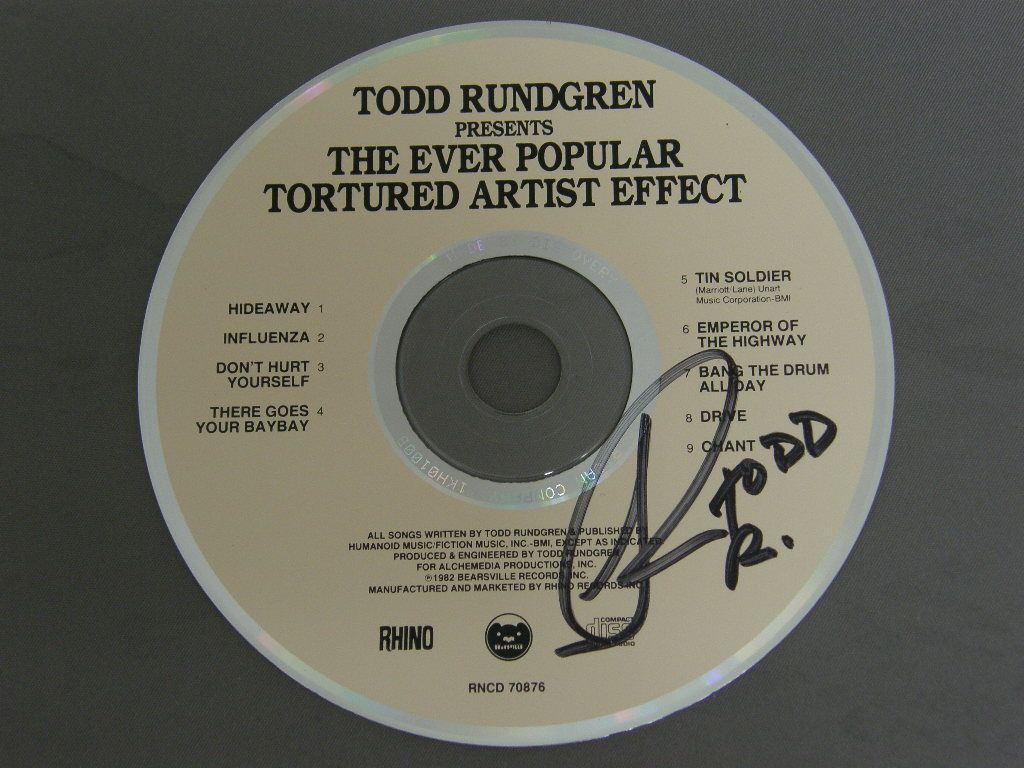 TODD RUNDGREN
PRESENTS
THE EVER POPULAR
TORTURED ARTIST EFFECT
HIDEAWAY 1
INFLUENZA 2
DON'T HURT 3
YOURSELF
THERE GOES 4
YOUR BAYBAY
5 TIN SOLDIER
(Marriott/Lane) Unart
Music Corporation-BMI
6 EMPEROR OF
THE HIGHWAY
7 BANG THE DRUM
ALL DAY
8 DRIVE
9 CHANT
TODD
R.
ALL SONGS WRITTEN BY TODD RUNDGREN & PUBLISHED BY
HUMANOID MUSIC/FICTION MUSIC, INC.-BMI, EXCEPT AS INDICATED
PRODUCED & ENGINEERED BY TODD RUNDGREN
FOR ALCHEMEDIA PRODUCTIONS, INC.
℗1982 BEARSVILLE RECORDS, INC.
MANUFACTURED AND MARKETED BY RHINO RECORDS INC.
RHINO
BEARSVILLE
COMPACT
disc
AUDIO
RNCD 70876